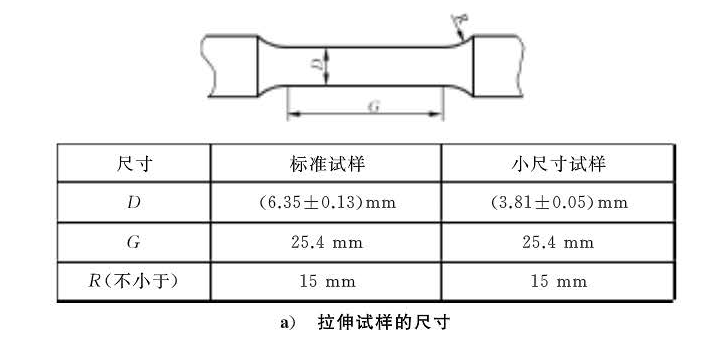 R
D
G
尺寸 标准试样 小尺寸试样
D (6.35±0.13)mm (3.81±0.05)mm
G 25.4 mm 25.4 mm
R(不小于) 15 mm 15 mm
a) 拉伸试样的尺寸